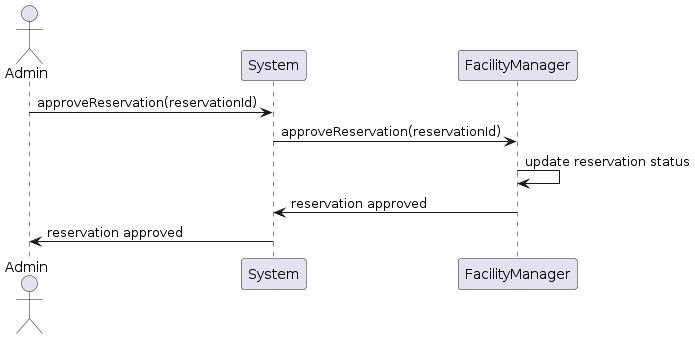 Admin
System
FacilityManager
approveReservation(reservationId)
approveReservation(reservationId)
update reservation status
reservation approved
reservation approved
Admin
System
FacilityManager